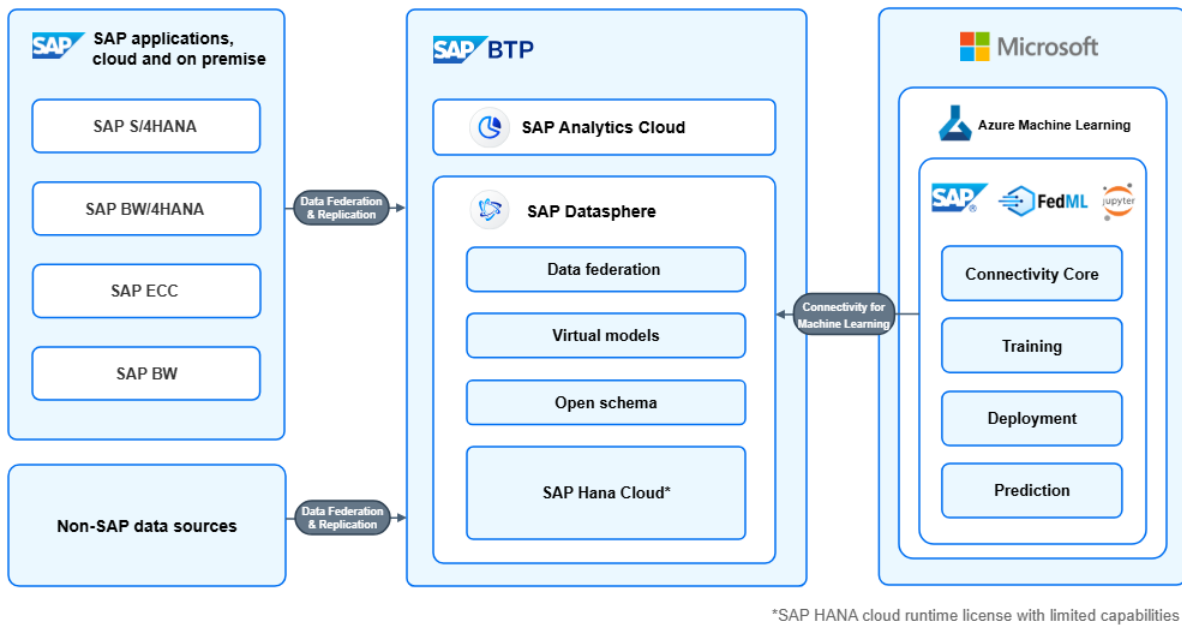 SAP
SAP applications,
cloud and on premise
SAP S/4HANA
SAP BW/4HANA
SAP ECC
SAP BW
Non-SAP data sources
Data Federation
& Replication
Data Federation
& Replication
SAP BTP
SAP Analytics Cloud
SAP Datasphere
Data federation
Virtual models
Open schema
SAP Hana Cloud*
Connectivity for
Machine Learning
Microsoft
Azure Machine Learning
SAP® FedML jupyter
Connectivity Core
Training
Deployment
Prediction
*SAP HANA cloud runtime license with limited capabilities